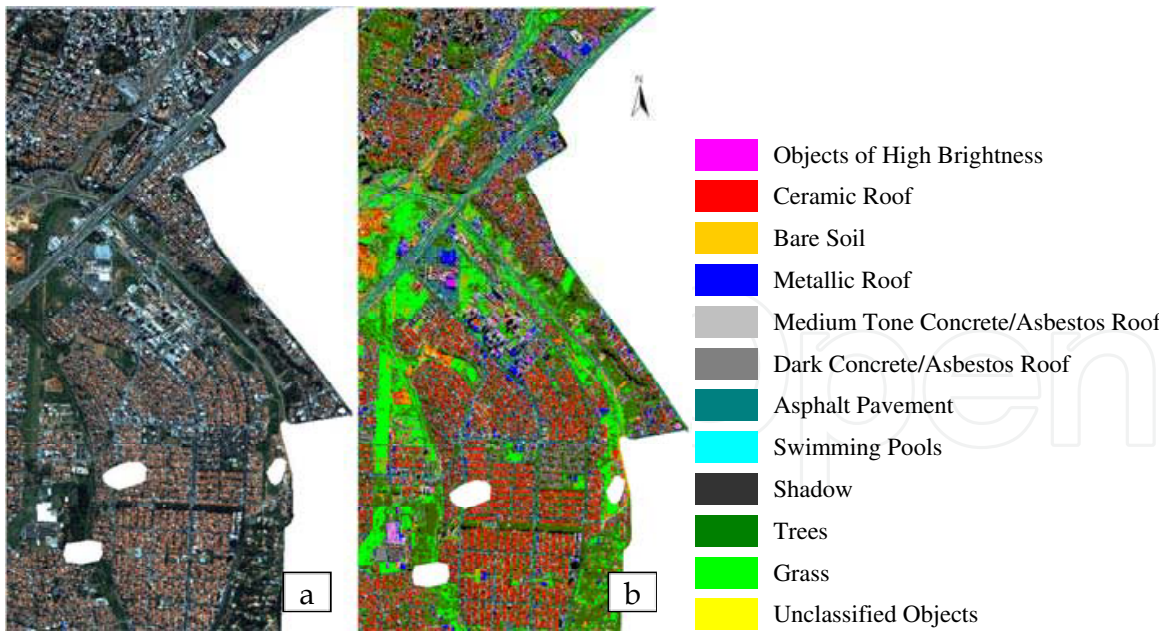 N
Objects of High Brightness
Ceramic Roof
Bare Soil
Metallic Roof
Medium Tone Concrete/Asbestos Roof
Dark Concrete/Asbestos Roof
Asphalt Pavement
Swimming Pools
Shadow
Trees
Grass
Unclassified Objects
a
b
open